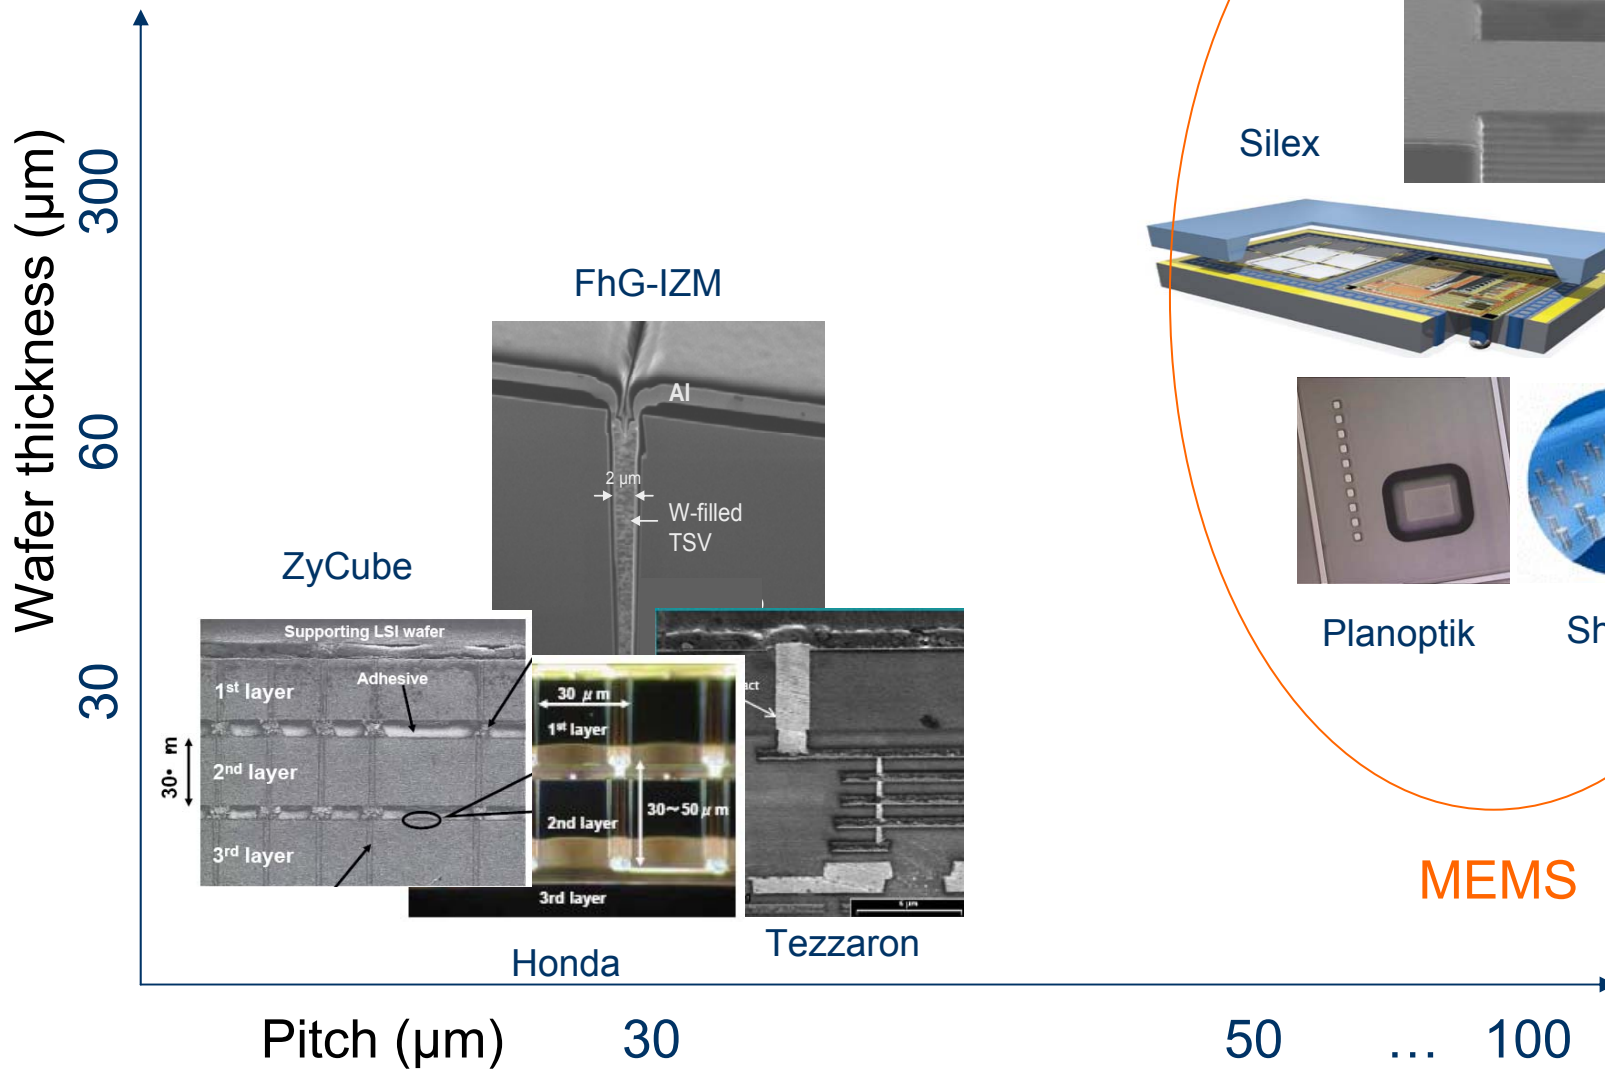 Wafer thickness (µm)
300
60
30
Silex
FhG-IZM
Al
2 µm
W-filled
TSV
ZyCube
Supporting LSI wafer
1st layer
Adhesive
30• m
2nd layer
3rd layer
30 μm
1st layer
30~50 μm
2nd layer
3rd layer
Planoptik
MEMS
Tezzaron
Honda
Pitch (µm)
30
50
...
100